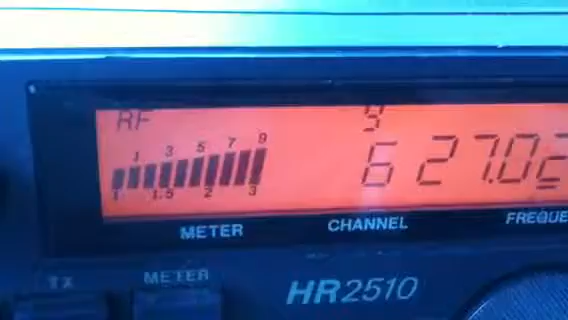 RF
9
1 3 5 7 9
6 27.02
1 1.5 2 3
METER CHANNEL FREQUE
TX METER
HR2510